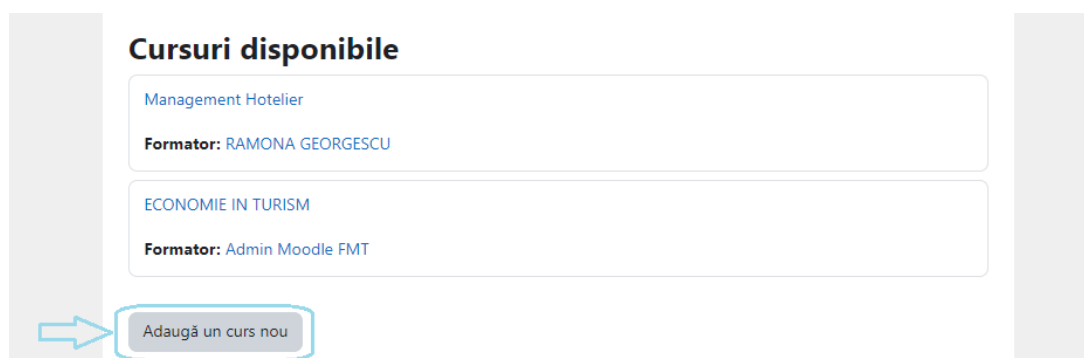 Cursuri disponibile
Management Hotelier
Formator: RAMONA GEORGESCU
ECONOMIE IN TURISM
Formator: Admin Moodle FMT
Adaugă un curs nou